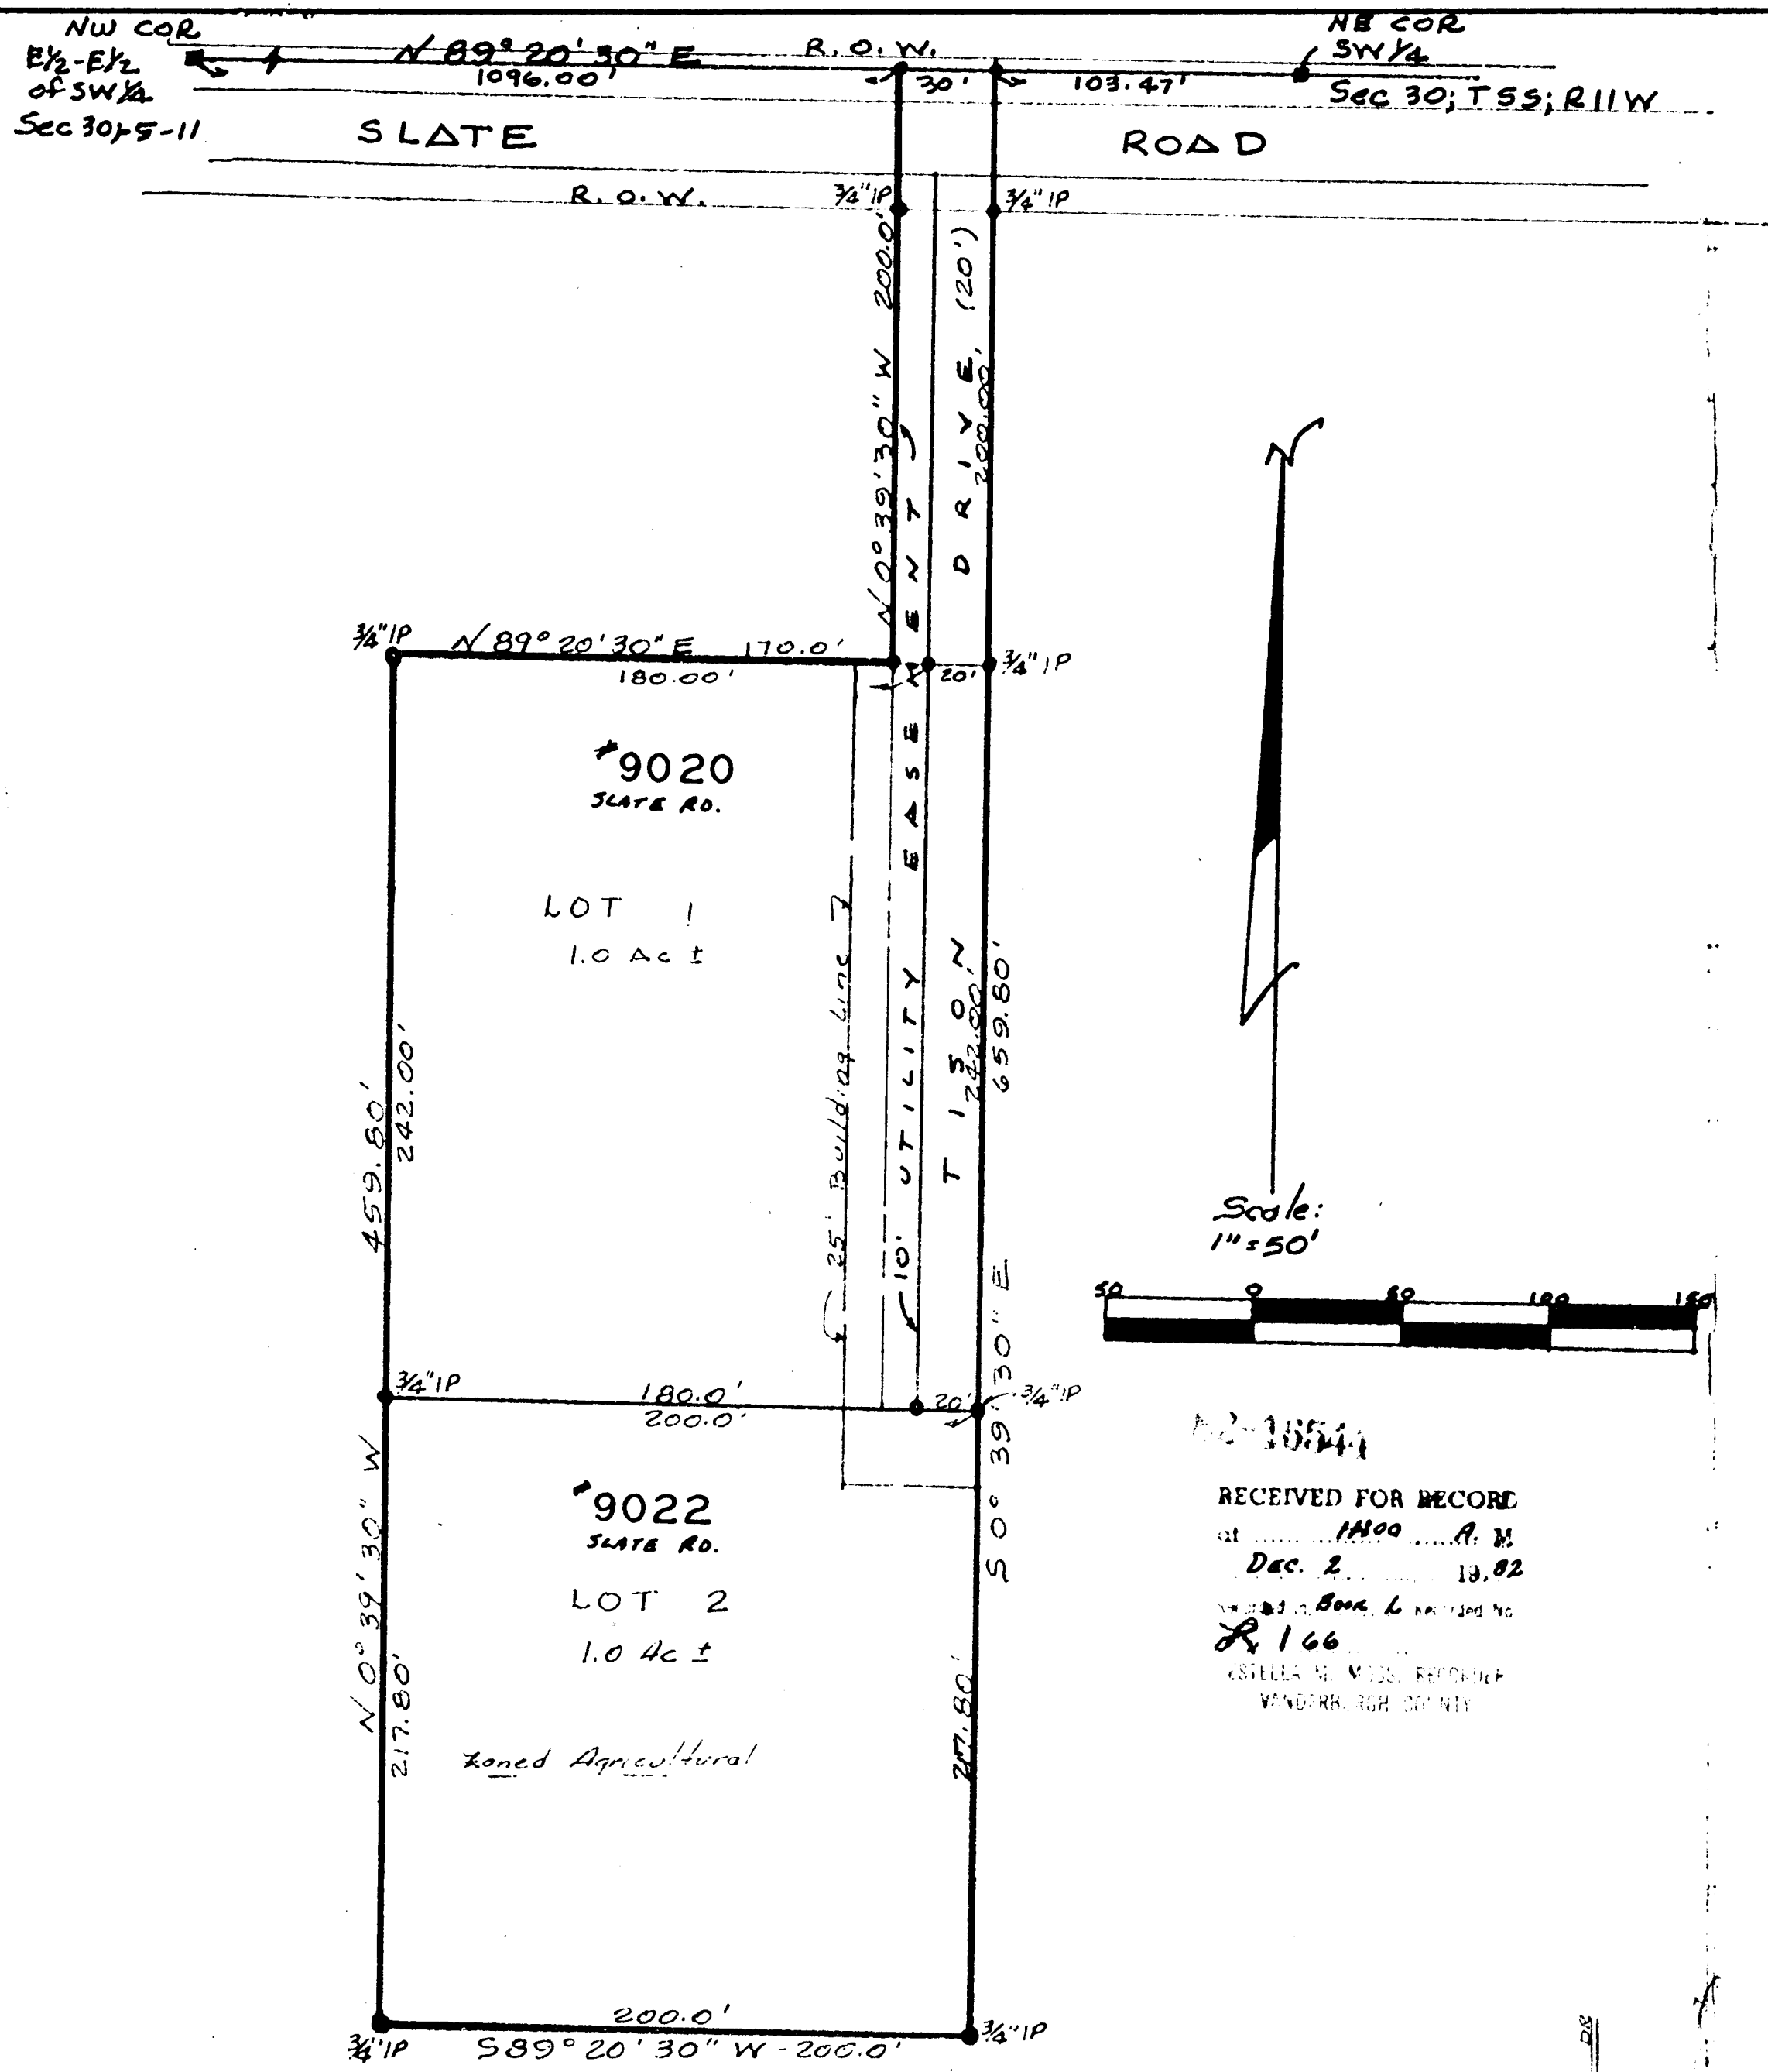 NW COR
E½-E½
of SW¼
Sec 30-5-11
N 89° 20' 30" E
1096.00'
R.O.W.
30'
103.47'
NE COR
SW¼
Sec 30; T5S; R11W
SLATE ROAD
R.O.W.
¾" IP
¾" IP
N 0° 39' 30" W 200.0'
DRIVE (20')
200.00'
¾" IP
N 89° 20' 30" E 170.0'
180.00'
20'
¾" IP
#9020
SLATE RD.
LOT 1
1.0 Ac ±
25' Building Line
10' UTILITY EASEMENT
TISON
242.00'
659.80'
459.80'
242.00'
Scale:
1" = 50'
50 0 50 100 150
¾" IP
180.0'
200.0'
20'
¾" IP
S 0° 39' 30" E
#9022
SLATE RD.
LOT 2
1.0 Ac ±
N 0° 39' 30" W
217.80'
217.80'
Zoned Agricultural
RECEIVED FOR RECORD
at A. M
DEC. 2 1982
Book L
166
ESTELLA M. MOSS, RECORDER
VANDERBURGH COUNTY
200.0'
¾" IP
S 89° 20' 30" W - 200.0'
¾" IP